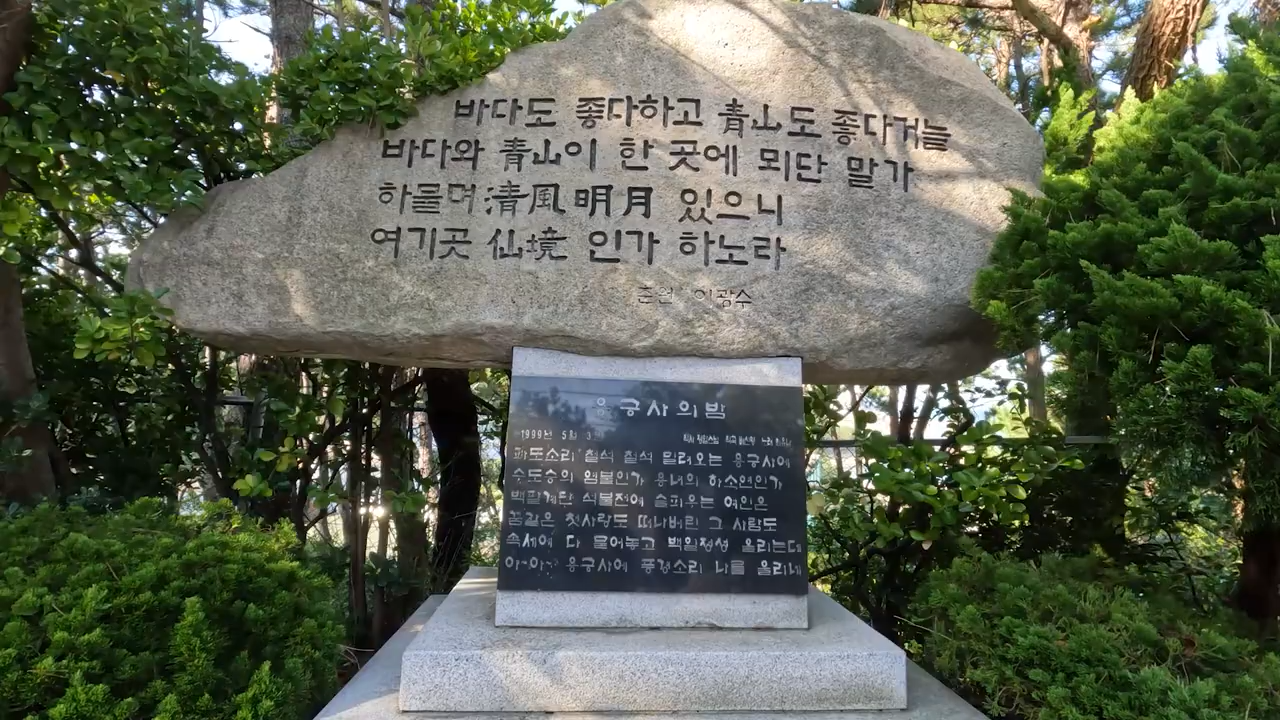 바다도 좋다하고 靑山도 좋다거늘
바다와 靑山이 한 곳에 뫼단 말가
하물며 淸風明月 있으니
여기곳 仙境 인가 하노라
춘원 이광수
용궁사의밤
1999년 5월 3
파도소리 철석 철석 밀려오는 용궁사에
승도승의 염불인가 용녀의 하소연인가
백팔계단 석불전에 슬피우는 여인은
꿈같은 첫사랑도 떠나버린 그 사람도
속세에 다 묻어놓고 백일정성 올리는데
아~아~ 용궁사에 풍경소리 나를 울리네